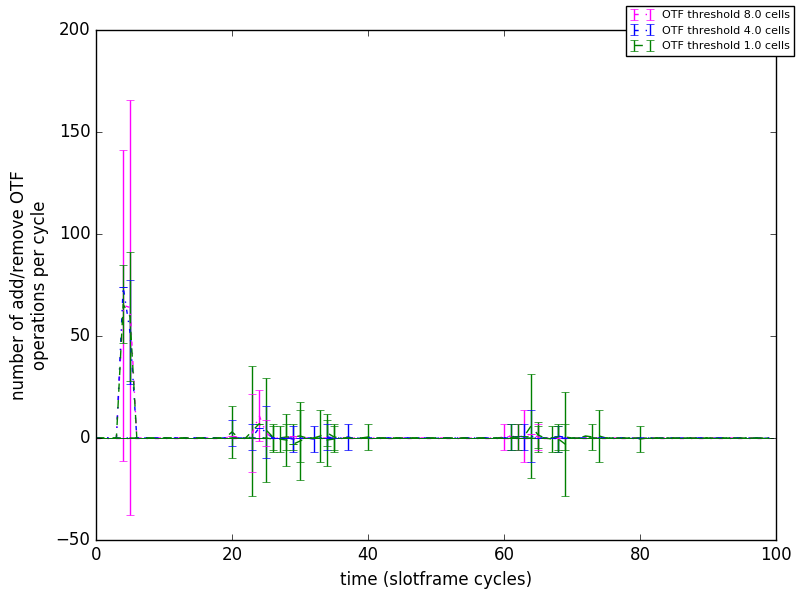 OTF threshold 8.0 cells
OTF threshold 4.0 cells
OTF threshold 1.0 cells
200
150
100
50
0
−50
number of add/remove OTF
operations per cycle
0 20 40 60 80 100
time (slotframe cycles)